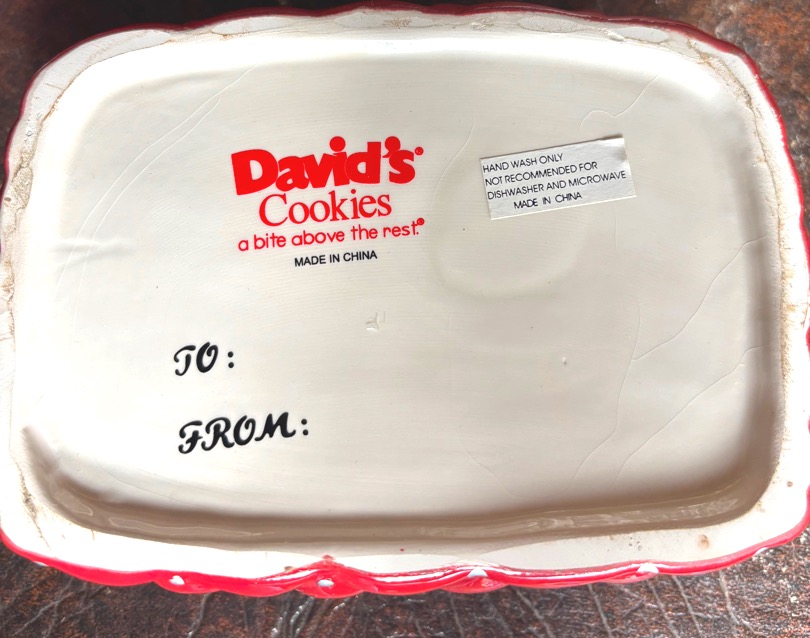 David's®
Cookies
a bite above the rest.®
MADE IN CHINA
HAND WASH ONLY
NOT RECOMMENDED FOR
DISHWASHER AND MICROWAVE
MADE IN CHINA
TO:
FROM: